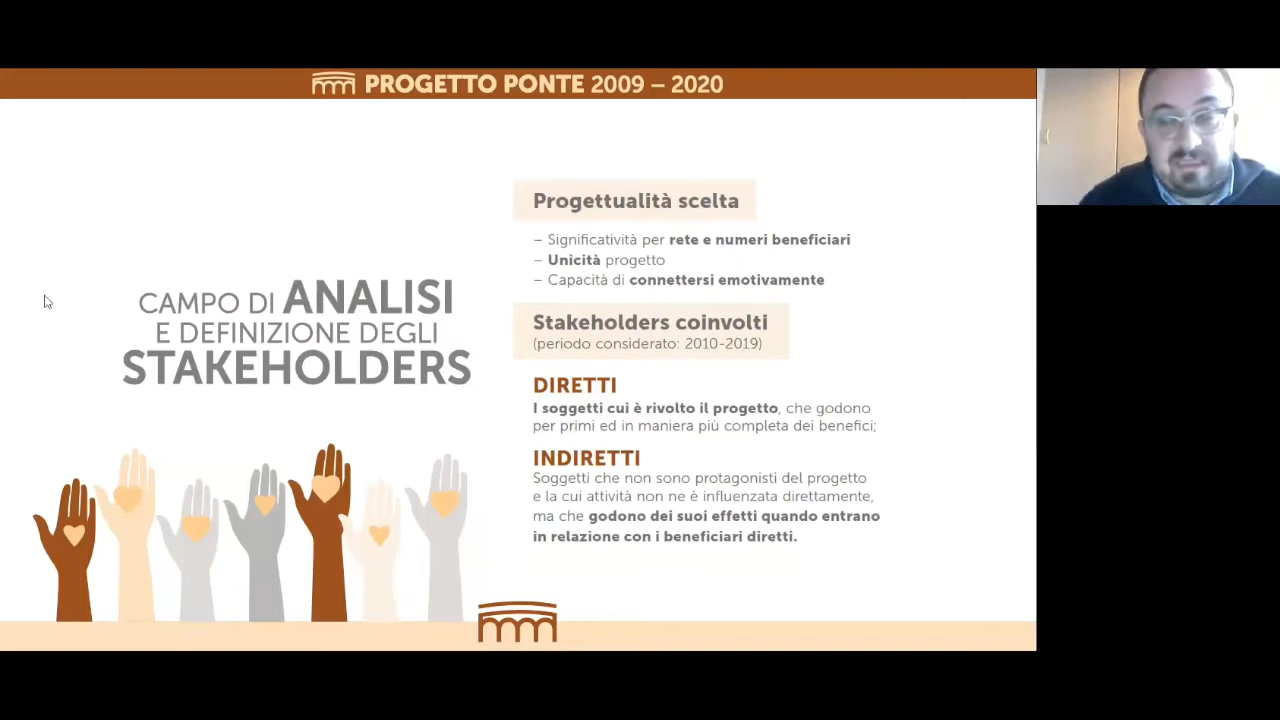 PROGETTO PONTE 2009 – 2020
CAMPO DI ANALISI
E DEFINIZIONE DEGLI
STAKEHOLDERS
Progettualità scelta
– Significatività per rete e numeri beneficiari
– Unicità progetto
– Capacità di connettersi emotivamente
Stakeholders coinvolti
(periodo considerato: 2010-2019)
DIRETTI
I soggetti cui è rivolto il progetto, che godono
per primi ed in maniera più completa dei benefici;
INDIRETTI
Soggetti che non sono protagonisti del progetto
e la cui attività non ne è influenzata direttamente,
ma che godono dei suoi effetti quando entrano
in relazione con i beneficiari diretti.